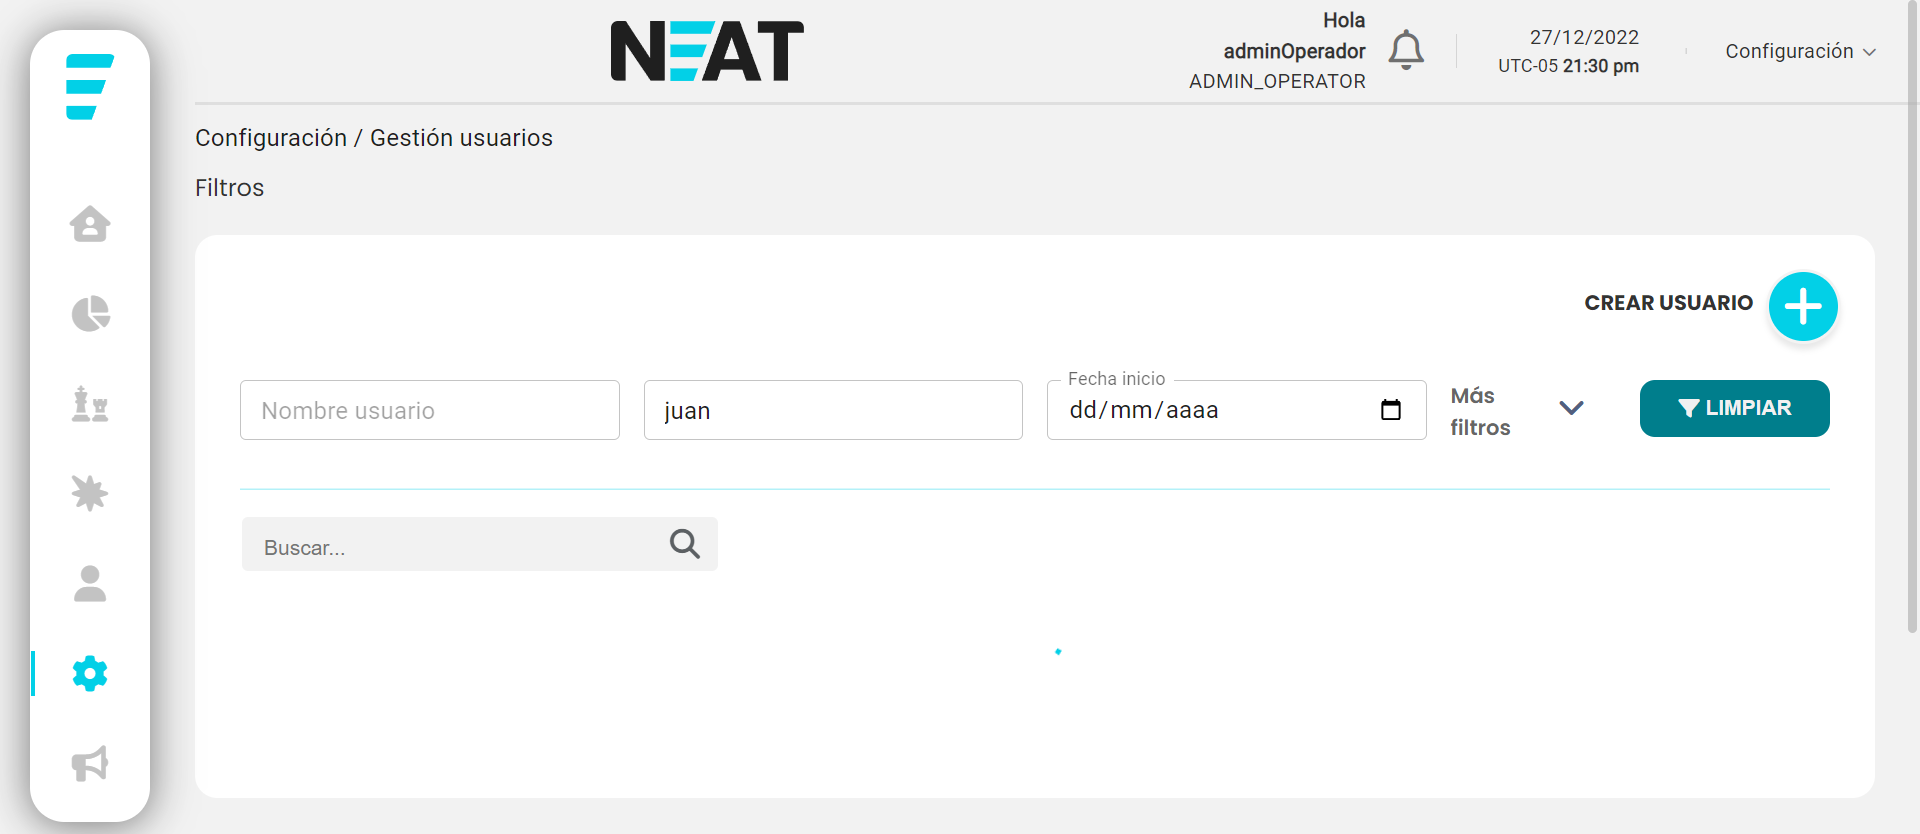 NEAT
Hola
adminOperador
ADMIN_OPERATOR
27/12/2022
UTC-05 21:30 pm
Configuración
Configuración / Gestión usuarios
Filtros
CREAR USUARIO
Nombre usuario
juan
Fecha inicio
dd/mm/aaaa
Más
filtros
LIMPIAR
Buscar...